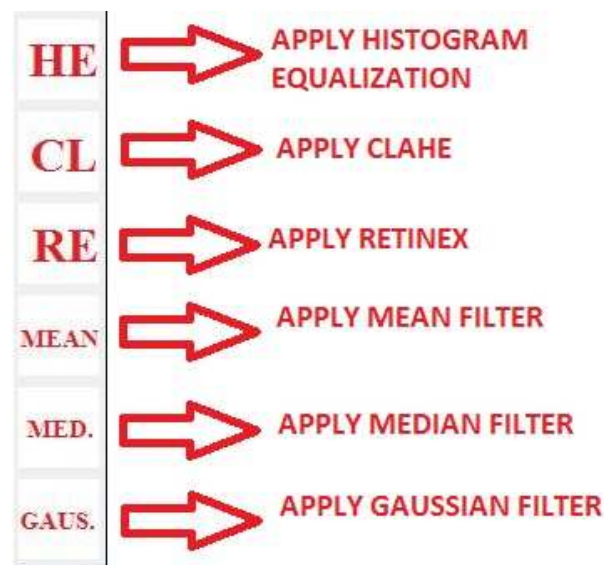 HE
APPLY HISTOGRAM
EQUALIZATION
CL
APPLY CLAHE
RE
APPLY RETINEX
MEAN
APPLY MEAN FILTER
MED.
APPLY MEDIAN FILTER
GAUS.
APPLY GAUSSIAN FILTER